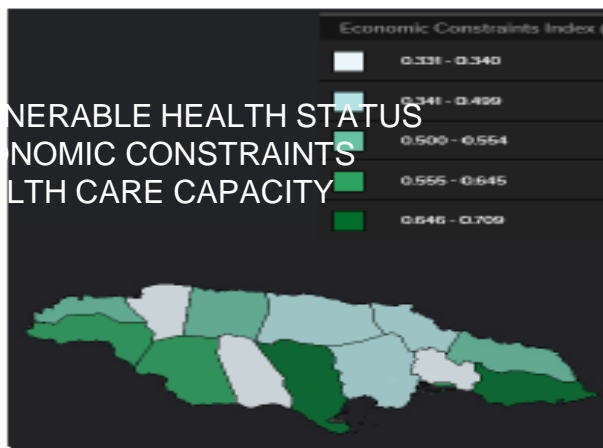 Economic Constraints Index (
0.331 - 0.340
0.341 - 0.499
0.500 - 0.554
0.555 - 0.645
0.646 - 0.709
NERABLE HEALTH STATUS
NOMIC CONSTRAINTS
LTH CARE CAPACITY